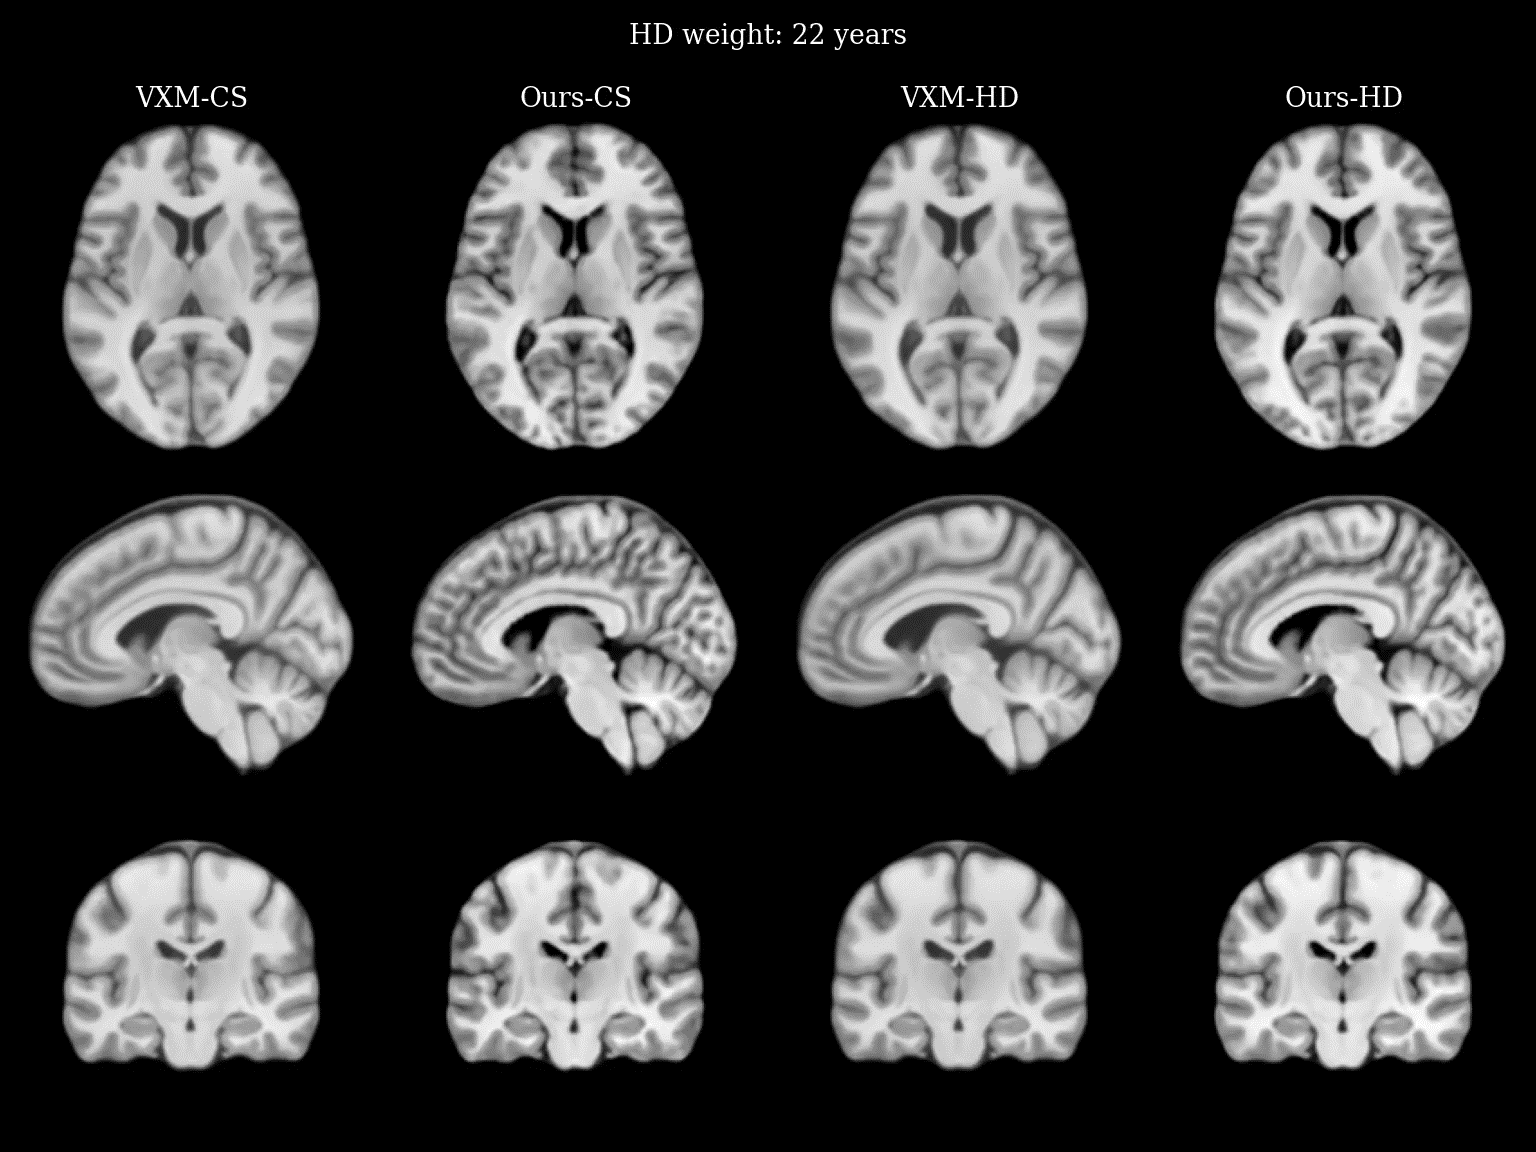 HD weight: 22 years
VXM-CS
Ours-CS
VXM-HD
Ours-HD